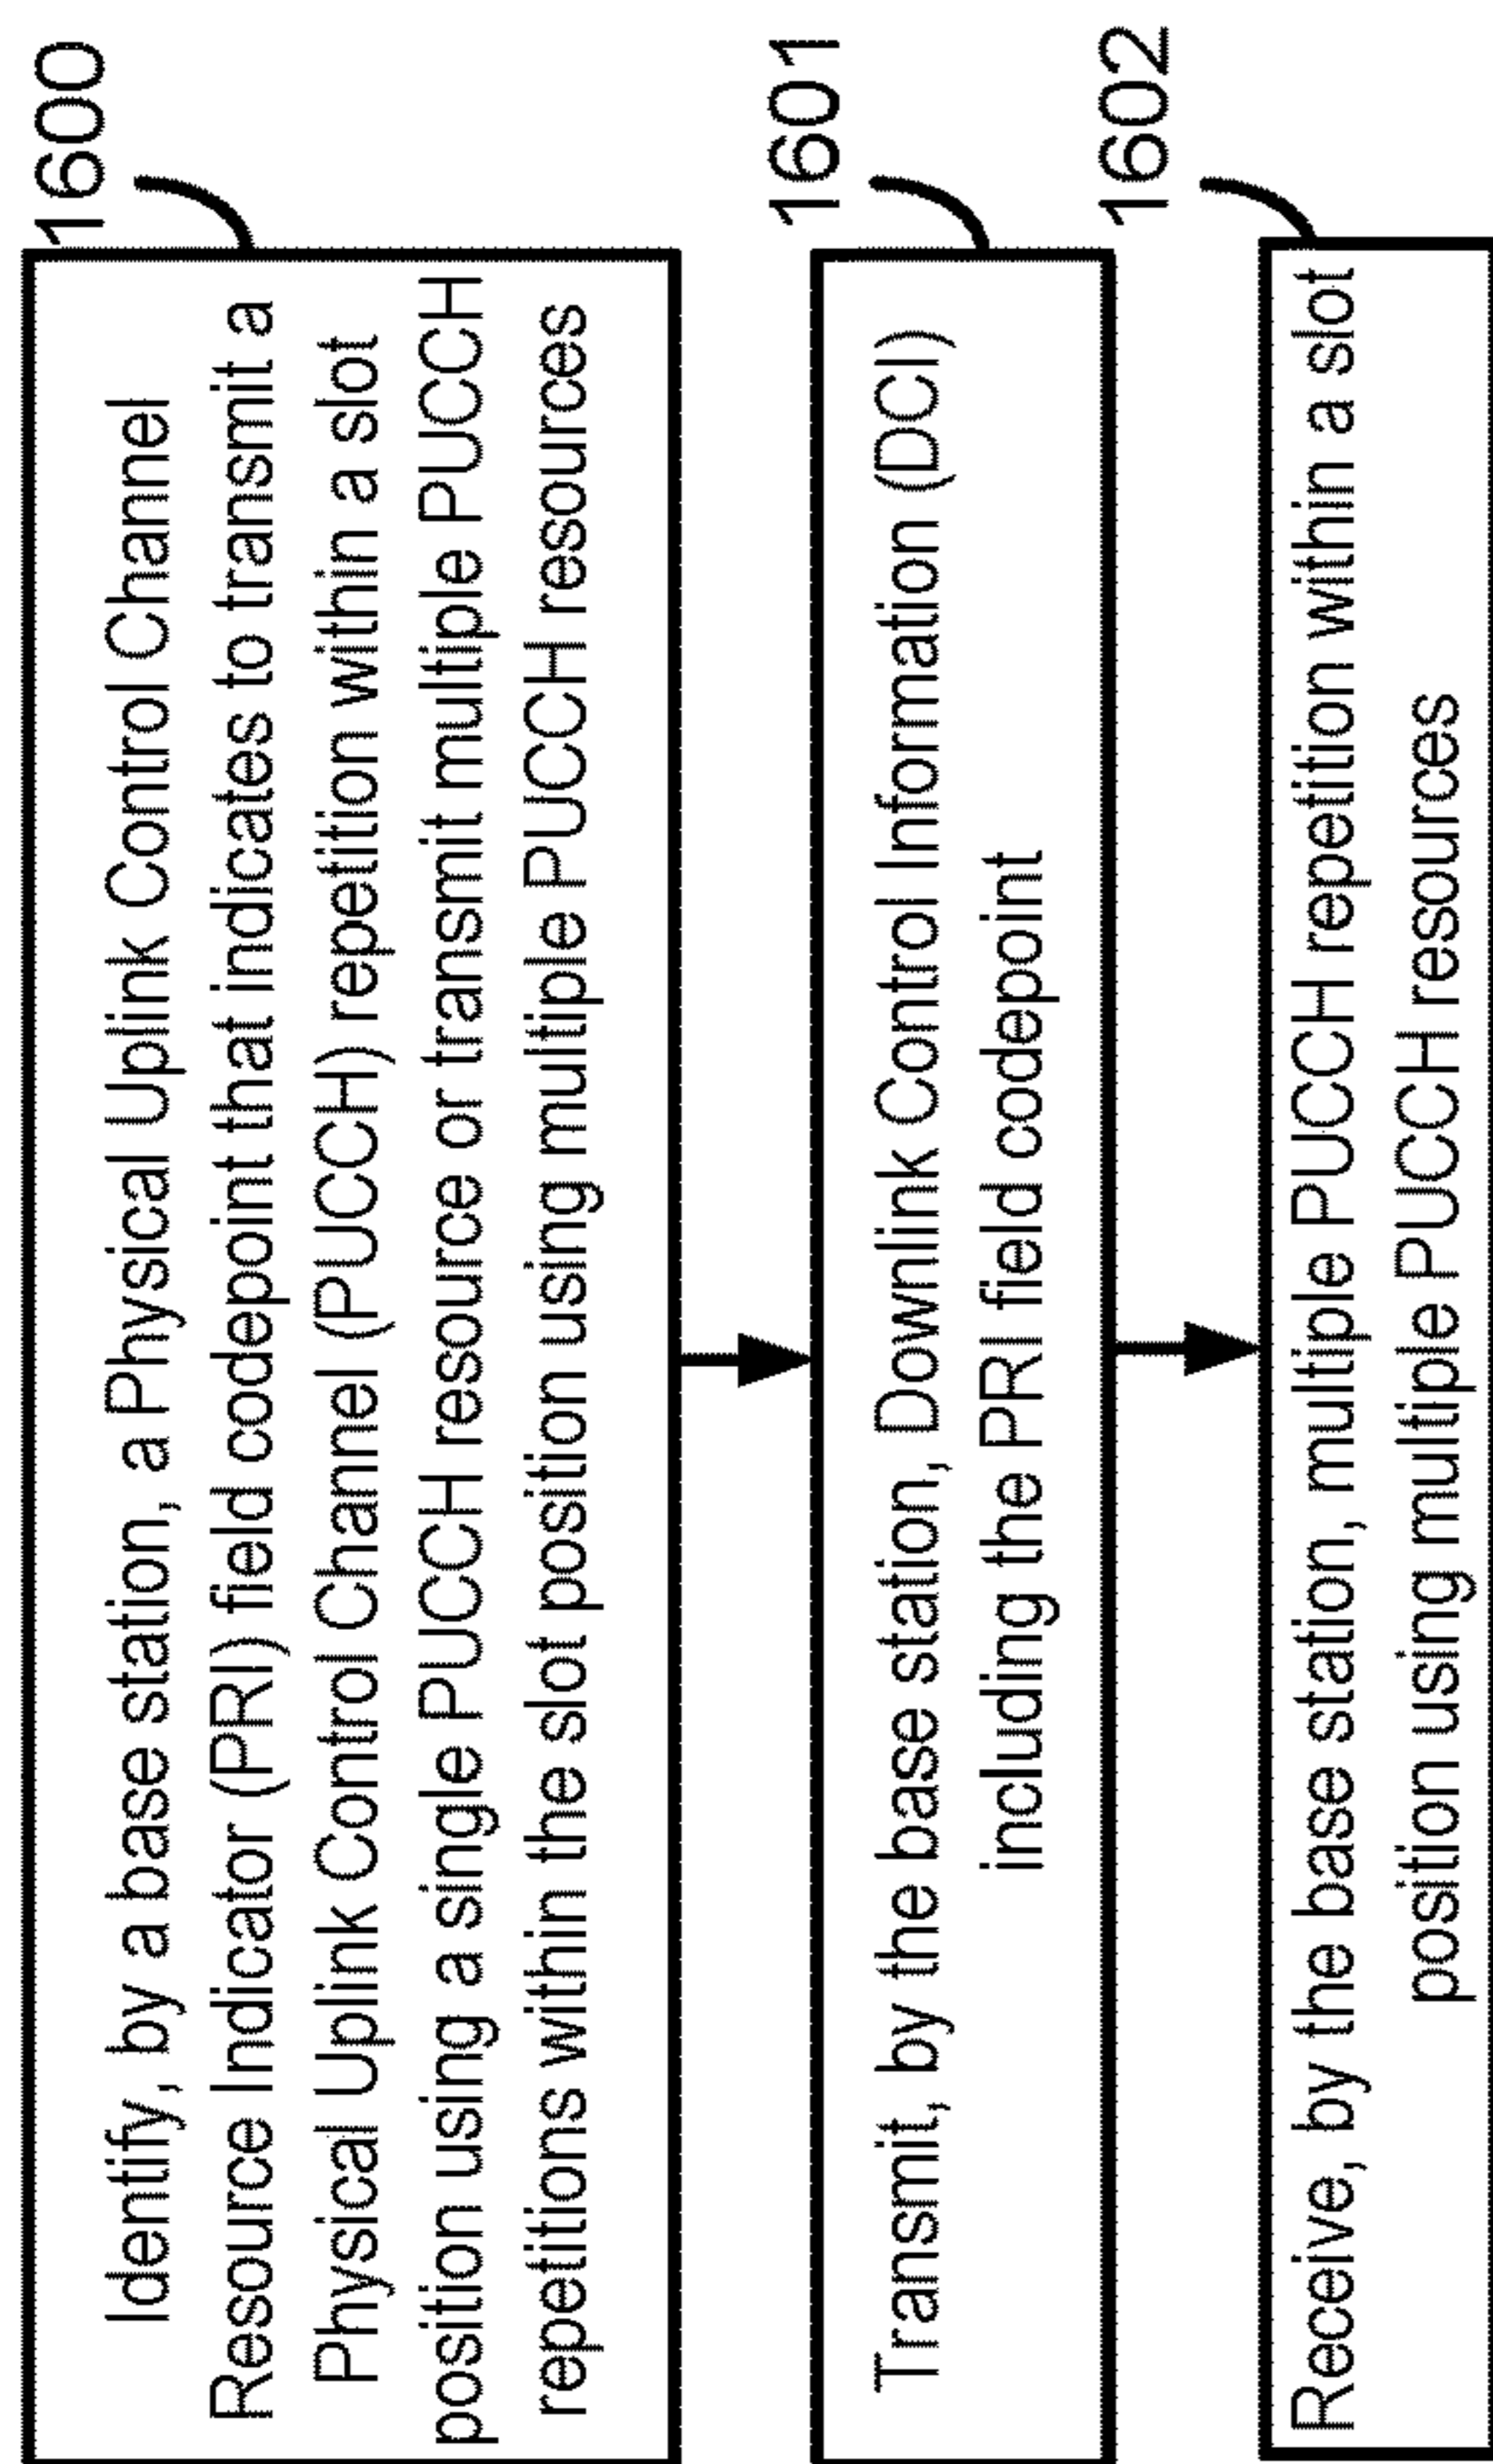 1600
Identify, by a base station, a Physical Uplink Control Channel
Resource Indicator (PRI) field codepoint that indicates to transmit a
Physical Uplink Control Channel (PUCCH) repetition within a slot
position using a single PUCCH resource or transmit multiple PUCCH
repetitions within the slot position using multiple PUCCH resources
1601
Transmit, by the base station, Downlink Control Information (DCI)
including the PRI field codepoint
1602
Receive, by the base station, multiple PUCCH repetition within a slot
position using multiple PUCCH resources